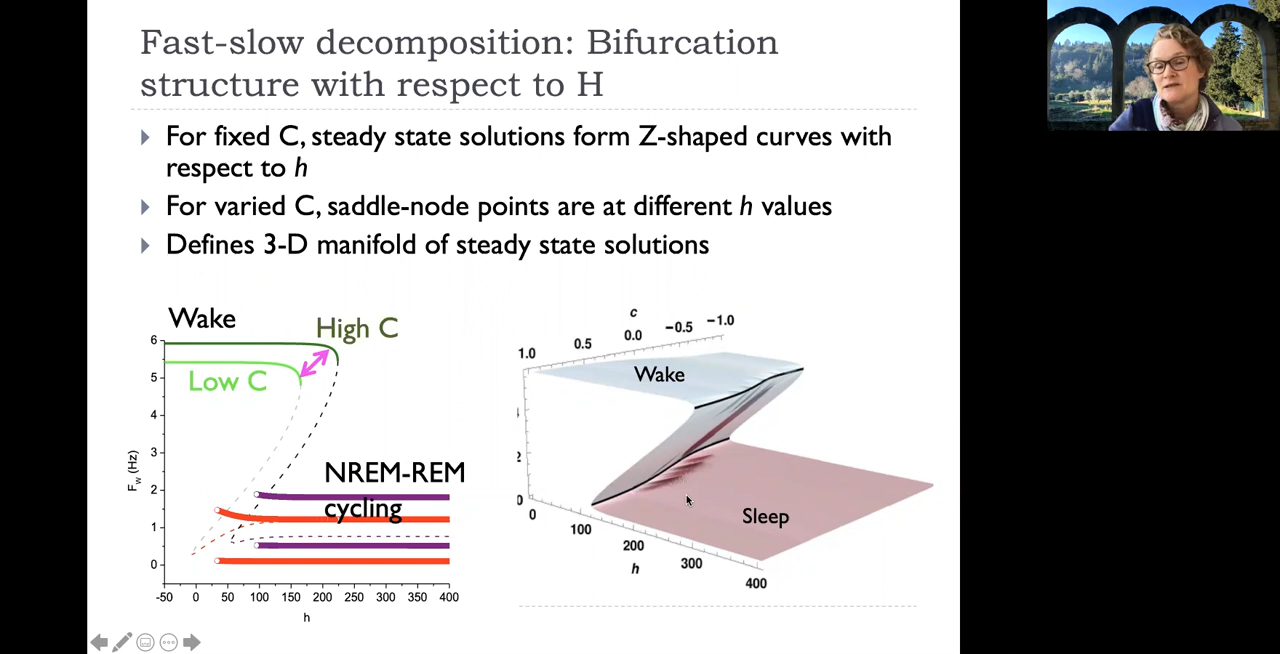 Fast-slow decomposition: Bifurcation
structure with respect to H
For fixed C, steady state solutions form Z-shaped curves with
respect to h
For varied C, saddle-node points are at different h values
Defines 3-D manifold of steady state solutions
Wake
High C
Low C
NREM-REM
cycling
6
5
4
3
2
1
0
F_W (Hz)
-50 0 50 100 150 200 250 300 350 400
h
c
1.0 0.5 0.0 −0.5 −1.0
Wake
Sleep
2
0
0 100 200 300 400
h